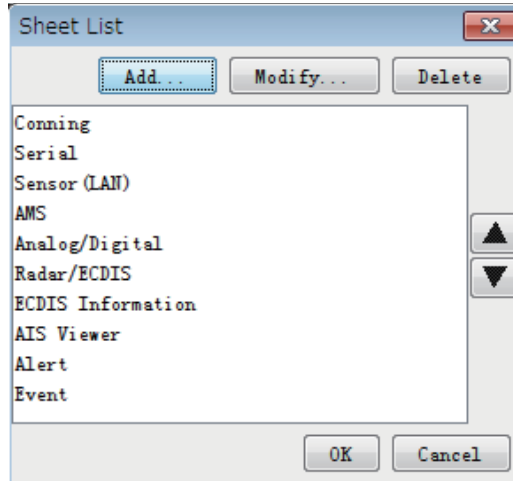 Sheet List
Add... Modify... Delete
Conning
Serial
Sensor(LAN)
AMS
Analog/Digital
Radar/ECDIS
ECDIS Information
AIS Viewer
Alert
Event
OK Cancel